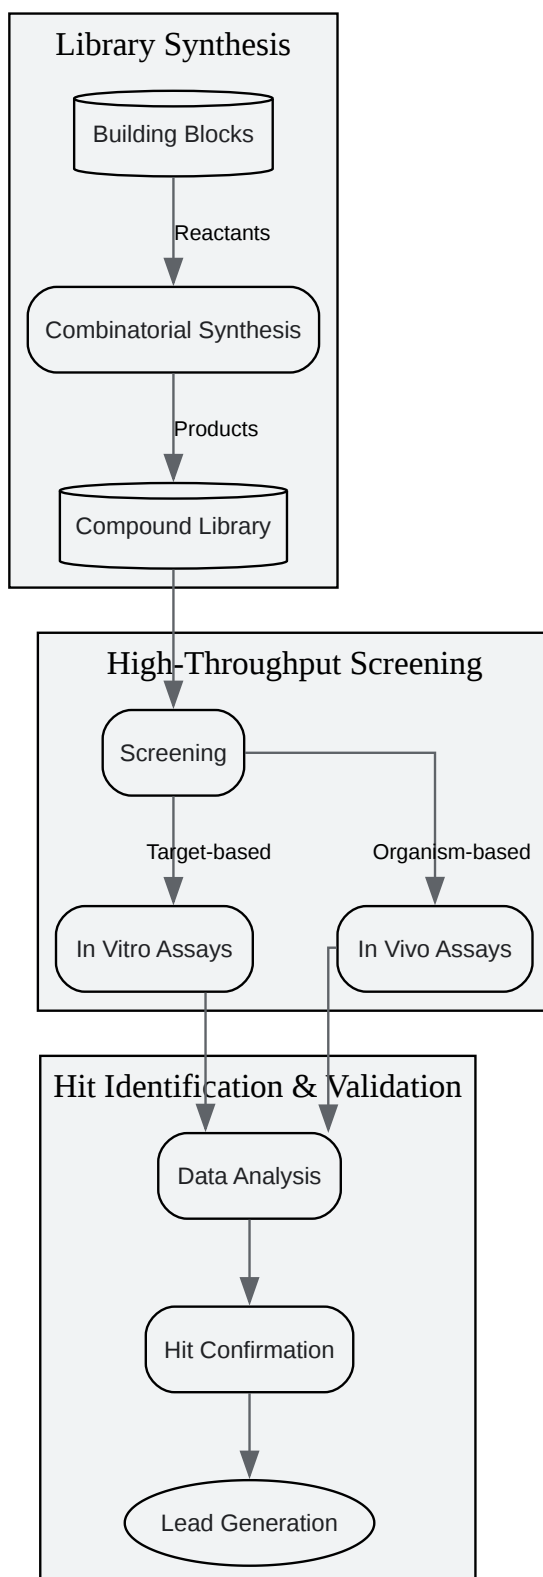 Library Synthesis
Building Blocks
Reactants
Combinatorial Synthesis
Products
Compound Library
High-Throughput Screening
Screening
Target-based
Organism-based
In Vitro Assays
In Vivo Assays
Hit Identification & Validation
Data Analysis
Hit Confirmation
Lead Generation